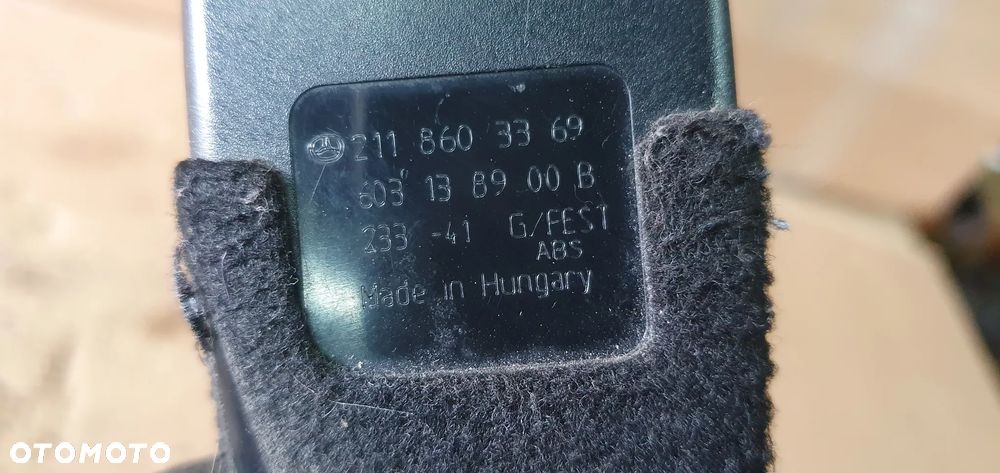 211 860 33 69
603 13 89 00 B
233 -41 G/FEST
ABS
Made in Hungary
OTOMOTO